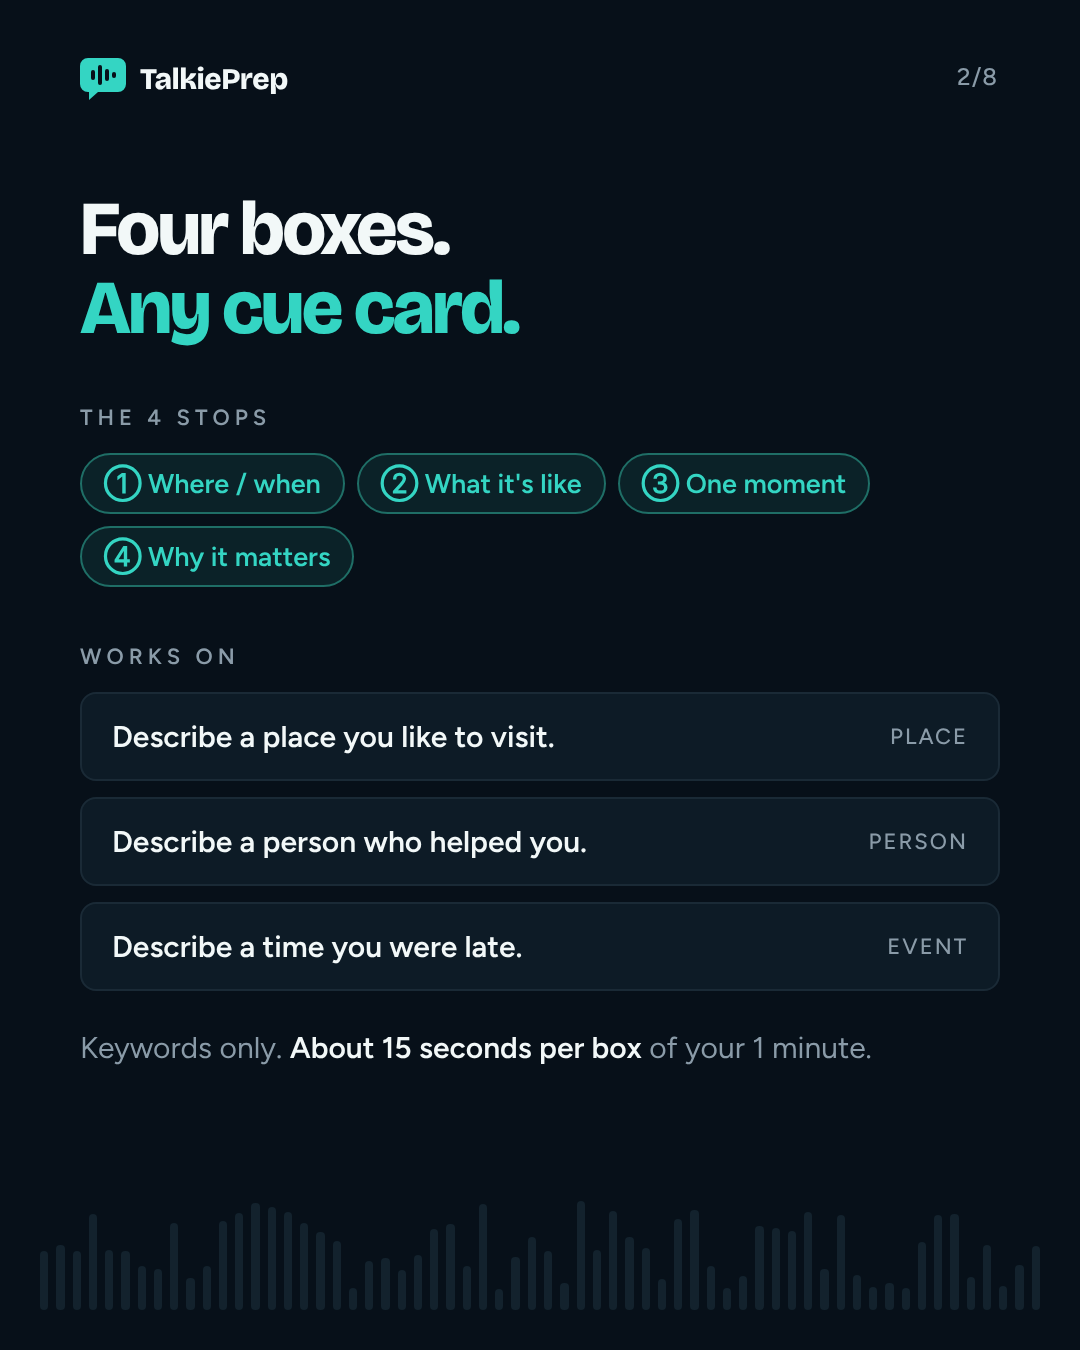 TalkiePrep
2/8
Four boxes.
Any cue card.
THE 4 STOPS
① Where / when
② What it's like
③ One moment
④ Why it matters
WORKS ON
Describe a place you like to visit.
PLACE
Describe a person who helped you.
PERSON
Describe a time you were late.
EVENT
Keywords only. About 15 seconds per box of your 1 minute.